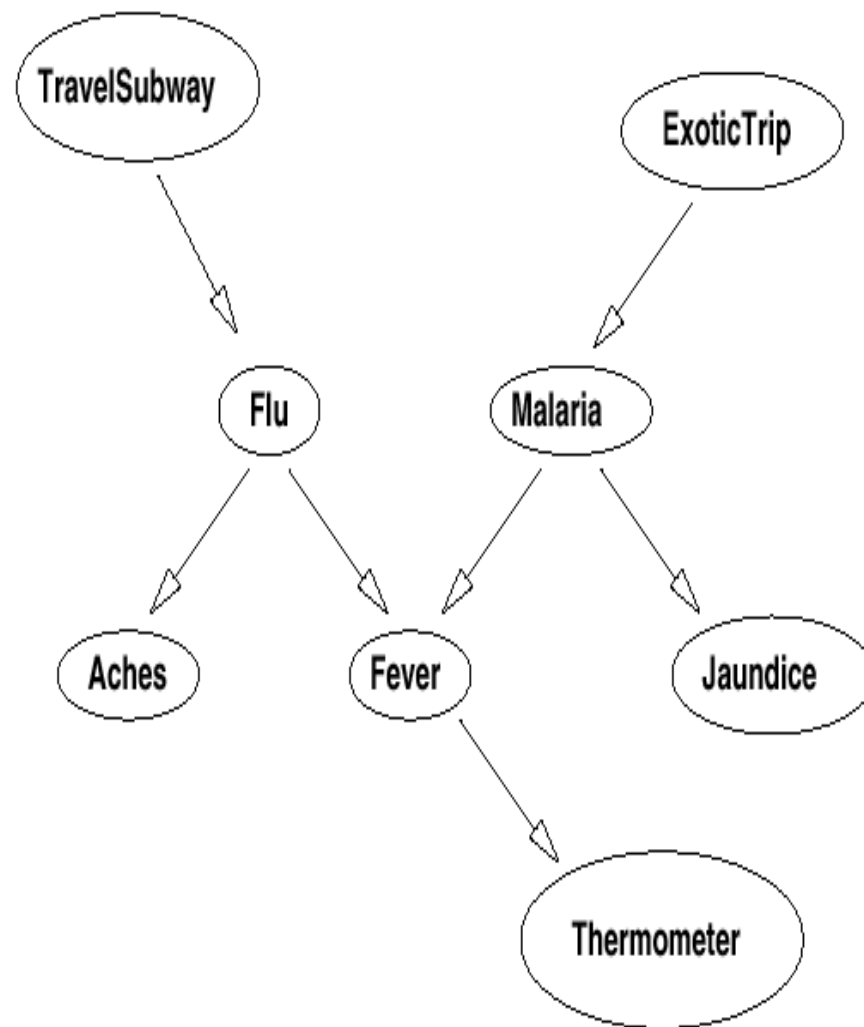 TravelSubway
ExoticTrip
Flu
Malaria
Aches
Fever
Jaundice
Thermometer